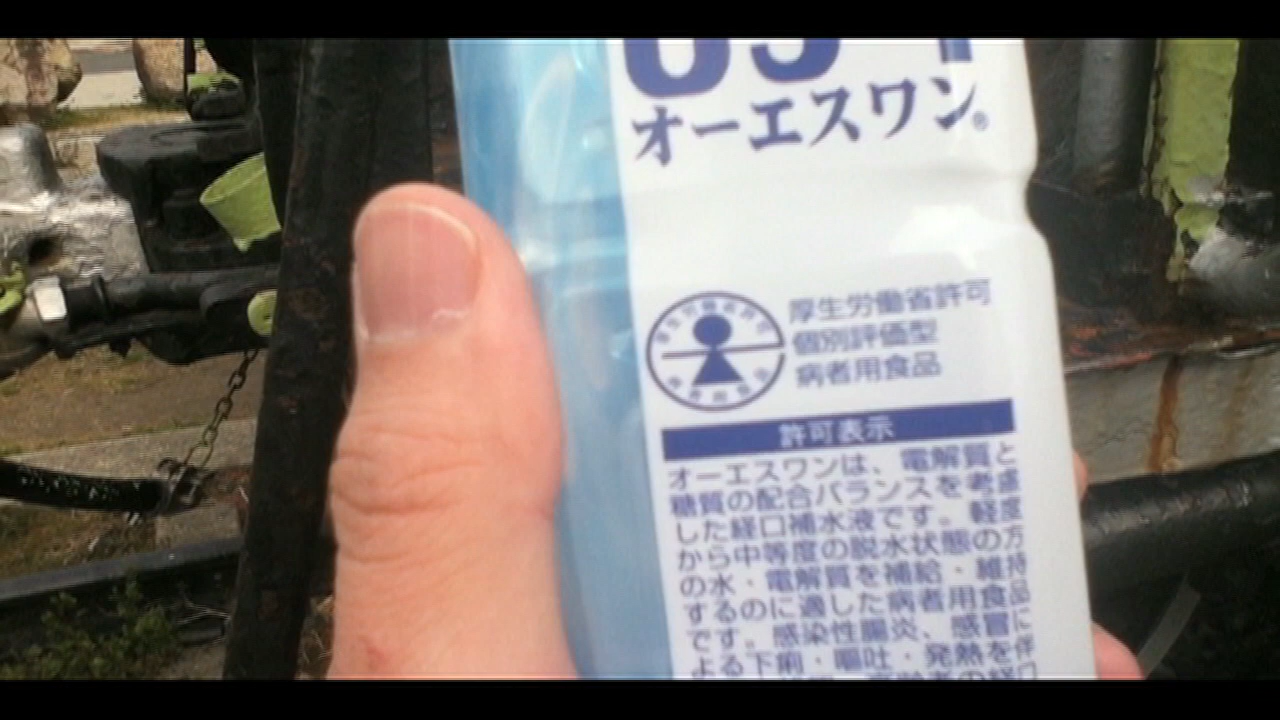 OS-1
オーエスワン®
厚生労働省許可
個別評価型
病者用食品
許可表示
オーエスワンは、電解質と
糖質の配合バランスを考慮
した経口補水液です。軽度
から中等度の脱水状態の方
の水・電解質を補給・維持
するのに適した病者用食品
です。感染性腸炎、感冒に
よる下痢・嘔吐・発熱を伴